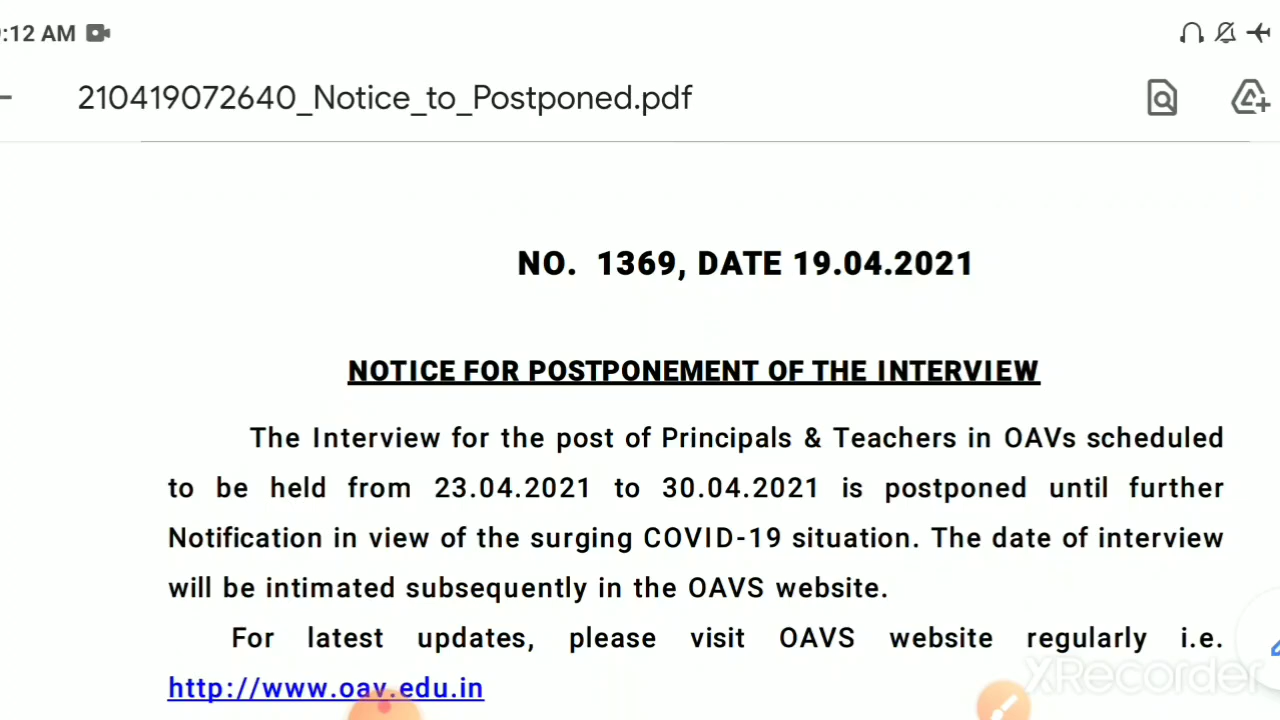 :12 AM
210419072640_Notice_to_Postponed.pdf
NO. 1369, DATE 19.04.2021
NOTICE FOR POSTPONEMENT OF THE INTERVIEW
The Interview for the post of Principals & Teachers in OAVs scheduled
to be held from 23.04.2021 to 30.04.2021 is postponed until further
Notification in view of the surging COVID-19 situation. The date of interview
will be intimated subsequently in the OAVS website.
For latest updates, please visit OAVS website regularly i.e.
http://www.oav.edu.in
XRecorder